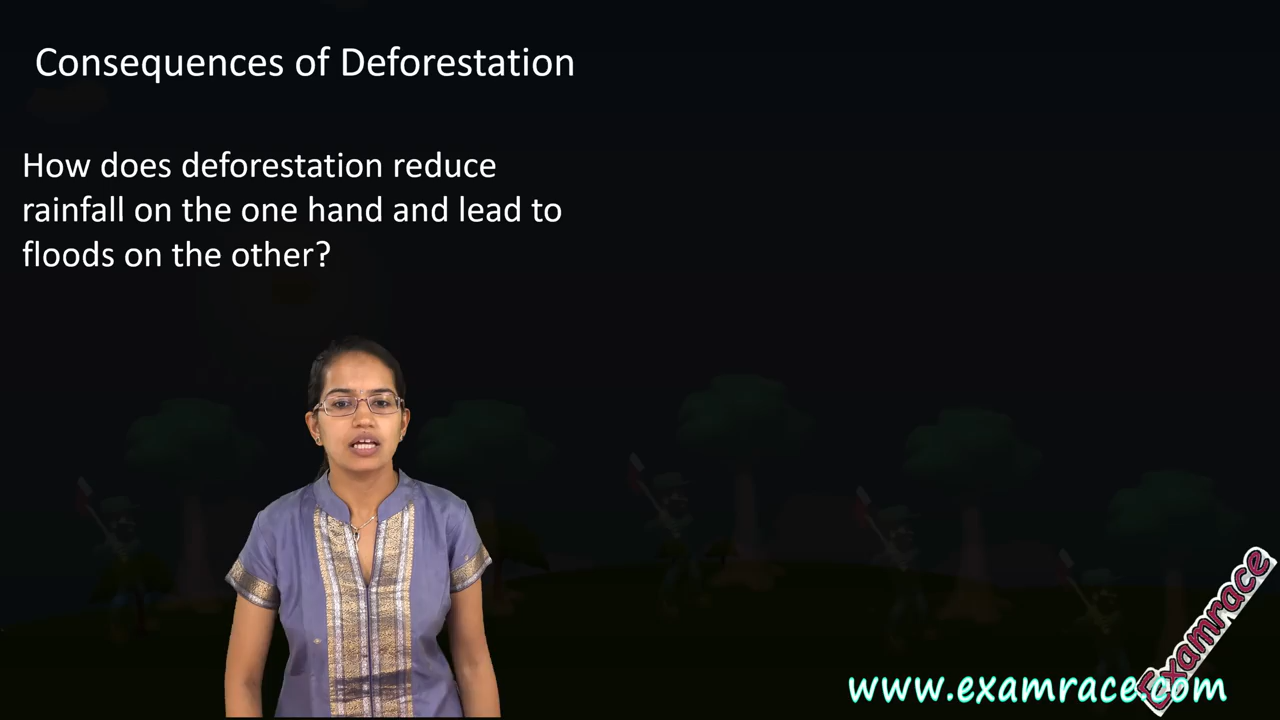 Consequences of Deforestation
How does deforestation reduce
rainfall on the one hand and lead to
floods on the other?
Examrace
www.examrace.com